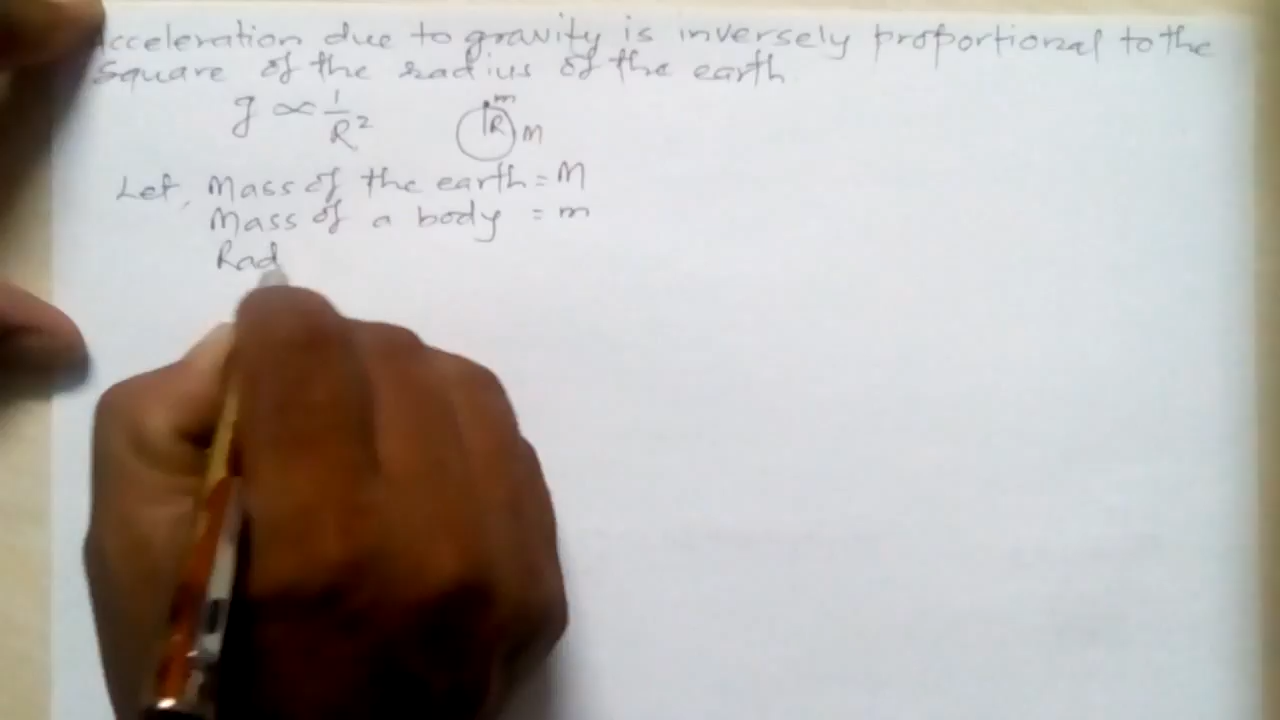 Acceleration due to gravity is inversely proportional to the
square of the radius of the earth
g ∝ 1/R²
m
R M
Let, Mass of the earth = M
Mass of a body = m
Rad